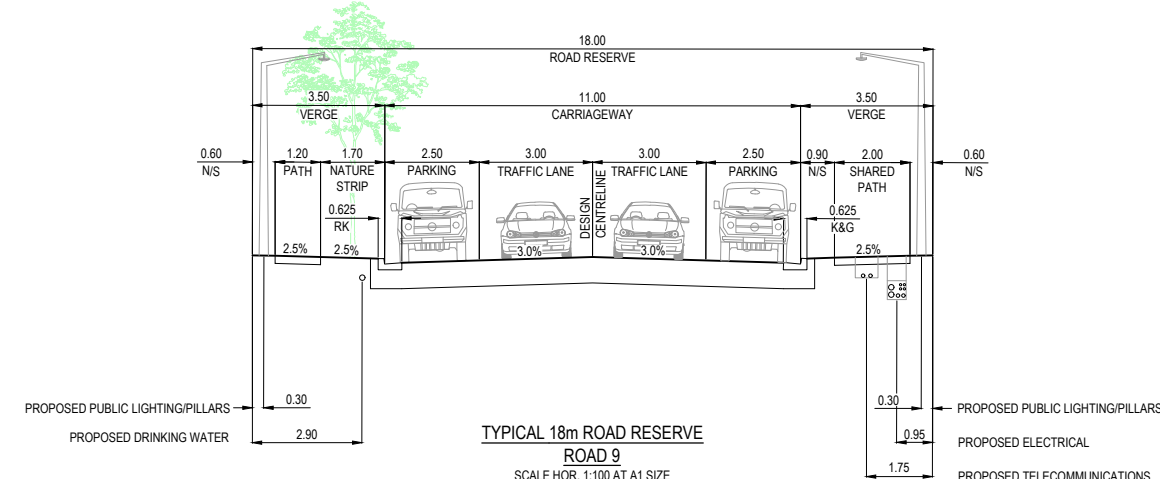 18.00
ROAD RESERVE
3.50
VERGE
11.00
CARRIAGEWAY
3.50
VERGE
0.60
N/S
1.20
PATH
1.70
NATURE
STRIP
2.50
PARKING
3.00
TRAFFIC LANE
DESIGN
CENTRELINE
3.00
TRAFFIC LANE
2.50
PARKING
0.90
N/S
2.00
SHARED
PATH
0.60
N/S
0.625
RK
0.625
K&G
2.5%
2.5%
3.0%
3.0%
2.5%
PROPOSED PUBLIC LIGHTING/PILLARS
0.30
0.30
PROPOSED PUBLIC LIGHTING/PILLARS
PROPOSED DRINKING WATER
2.90
0.95
PROPOSED ELECTRICAL
1.75
PROPOSED TELECOMMUNICATIONS
TYPICAL 18m ROAD RESERVE
ROAD 9
SCALE HOR. 1:100 AT A1 SIZE